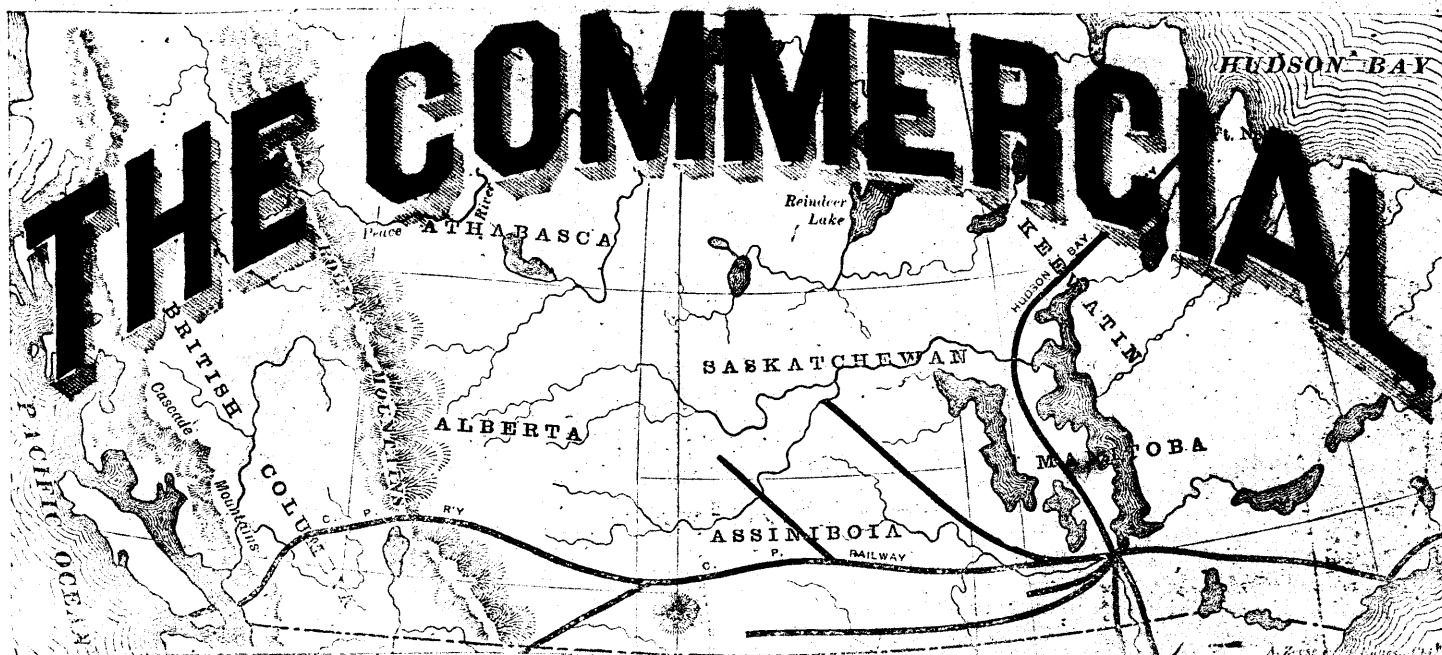 THE COMMERCIAL
HUDSON BAY
Reindeer
Lake
Peace River
ATHABASCA
KEEWATIN
HUDSON BAY
BRITISH
SASKATCHEWAN
Cascade
ALBERTA
MOUNTAINS
MANITOBA
PACIFIC OCEAN
Mountains
C. P. R'Y
ASSINIBOIA
C. P. RAILWAY